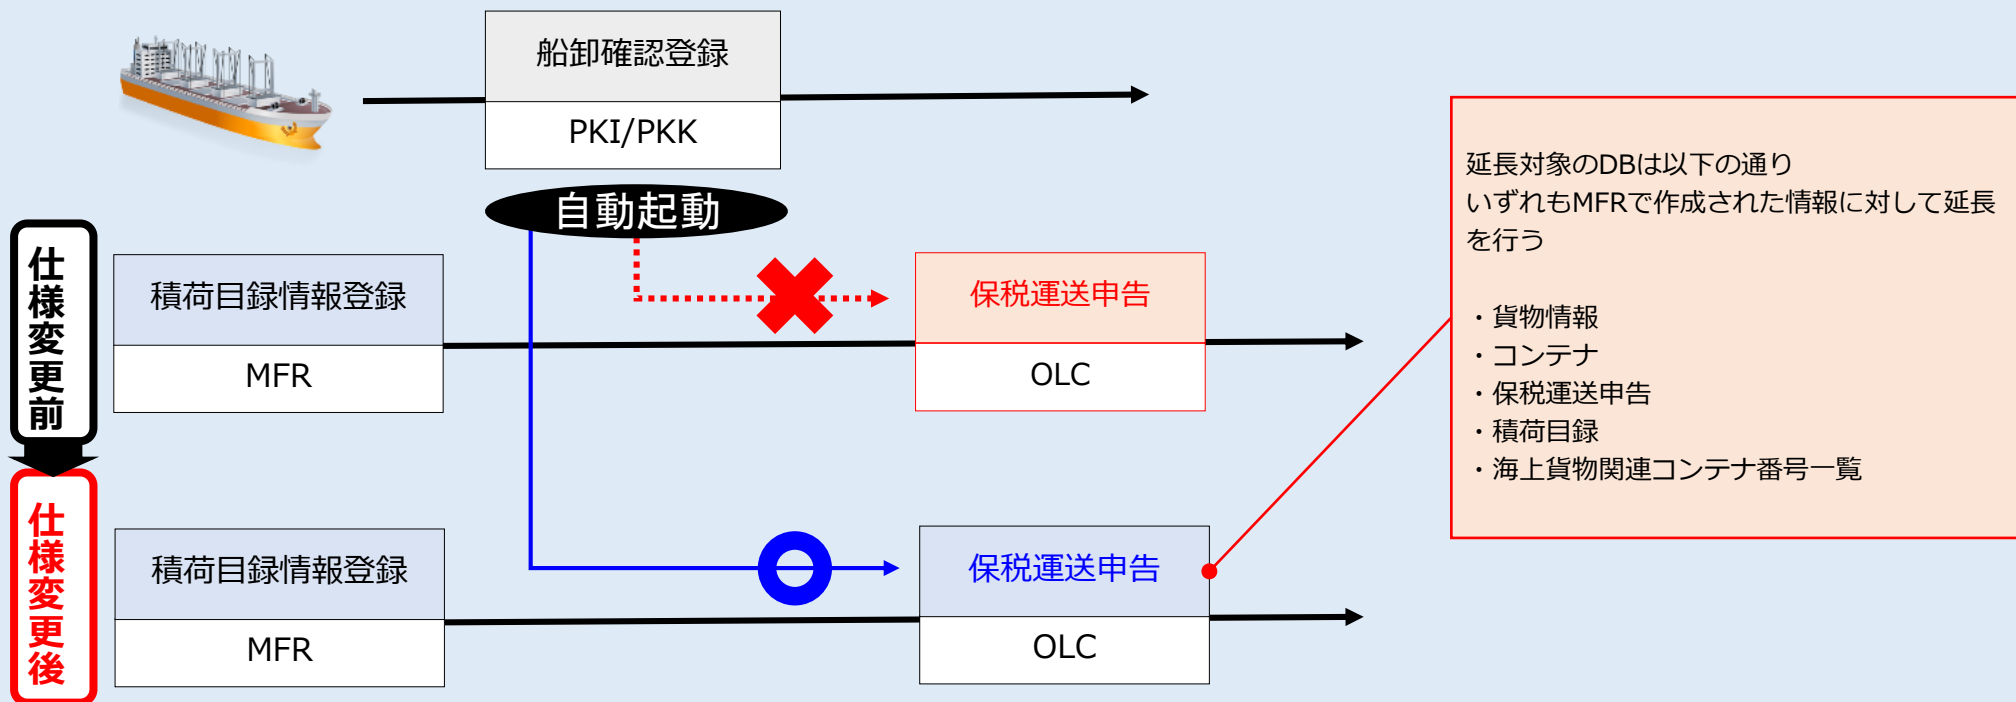 船卸確認登録
PKI/PKK
自動起動
仕様変更前
積荷目録情報登録
MFR
保税運送申告
OLC
仕様変更後
積荷目録情報登録
MFR
保税運送申告
OLC
延長対象のDBは以下の通り
いずれもMFRで作成された情報に対して延長
を行う
・貨物情報
・コンテナ
・保税運送申告
・積荷目録
・海上貨物関連コンテナ番号一覧